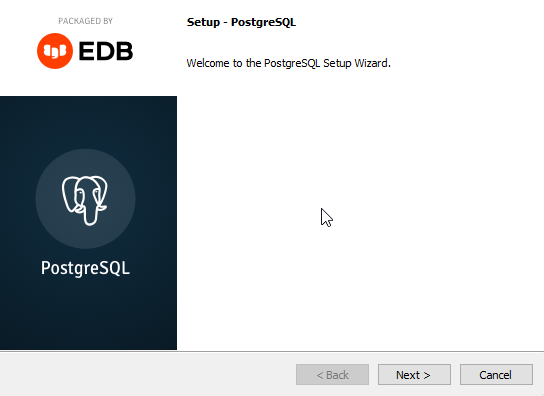 PACKAGED BY
EDB
Setup - PostgreSQL
Welcome to the PostgreSQL Setup Wizard.
PostgreSQL
< Back
Next >
Cancel